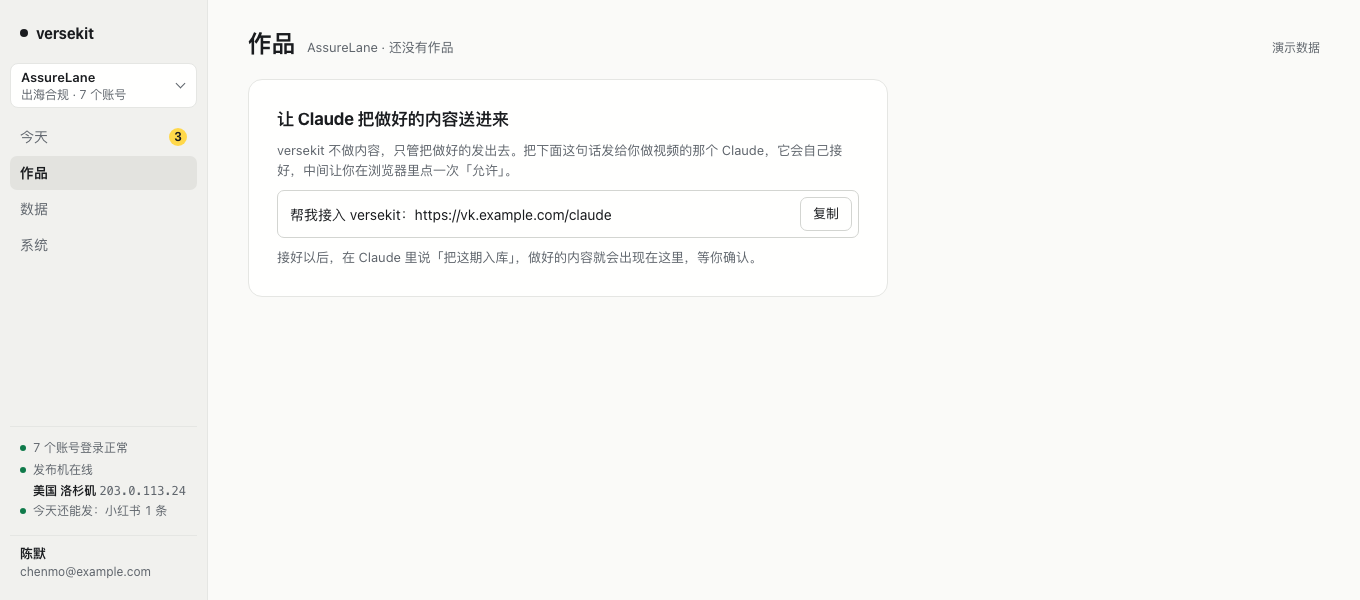 versekit
AssureLane
出海合规 · 7 个账号
今天
3
作品
数据
系统
7 个账号登录正常
发布机在线
美国 洛杉矶 203.0.113.24
今天还能发：小红书 1 条
陈默
chenmo@example.com
作品
AssureLane · 还没有作品
演示数据
让 Claude 把做好的内容送进来
versekit 不做内容，只管把做好的发出去。把下面这句话发给你做视频的那个 Claude，它会自己接
好，中间让你在浏览器里点一次「允许」。
帮我接入 versekit：https://vk.example.com/claude
复制
接好以后，在 Claude 里说「把这期入库」，做好的内容就会出现在这里，等你确认。